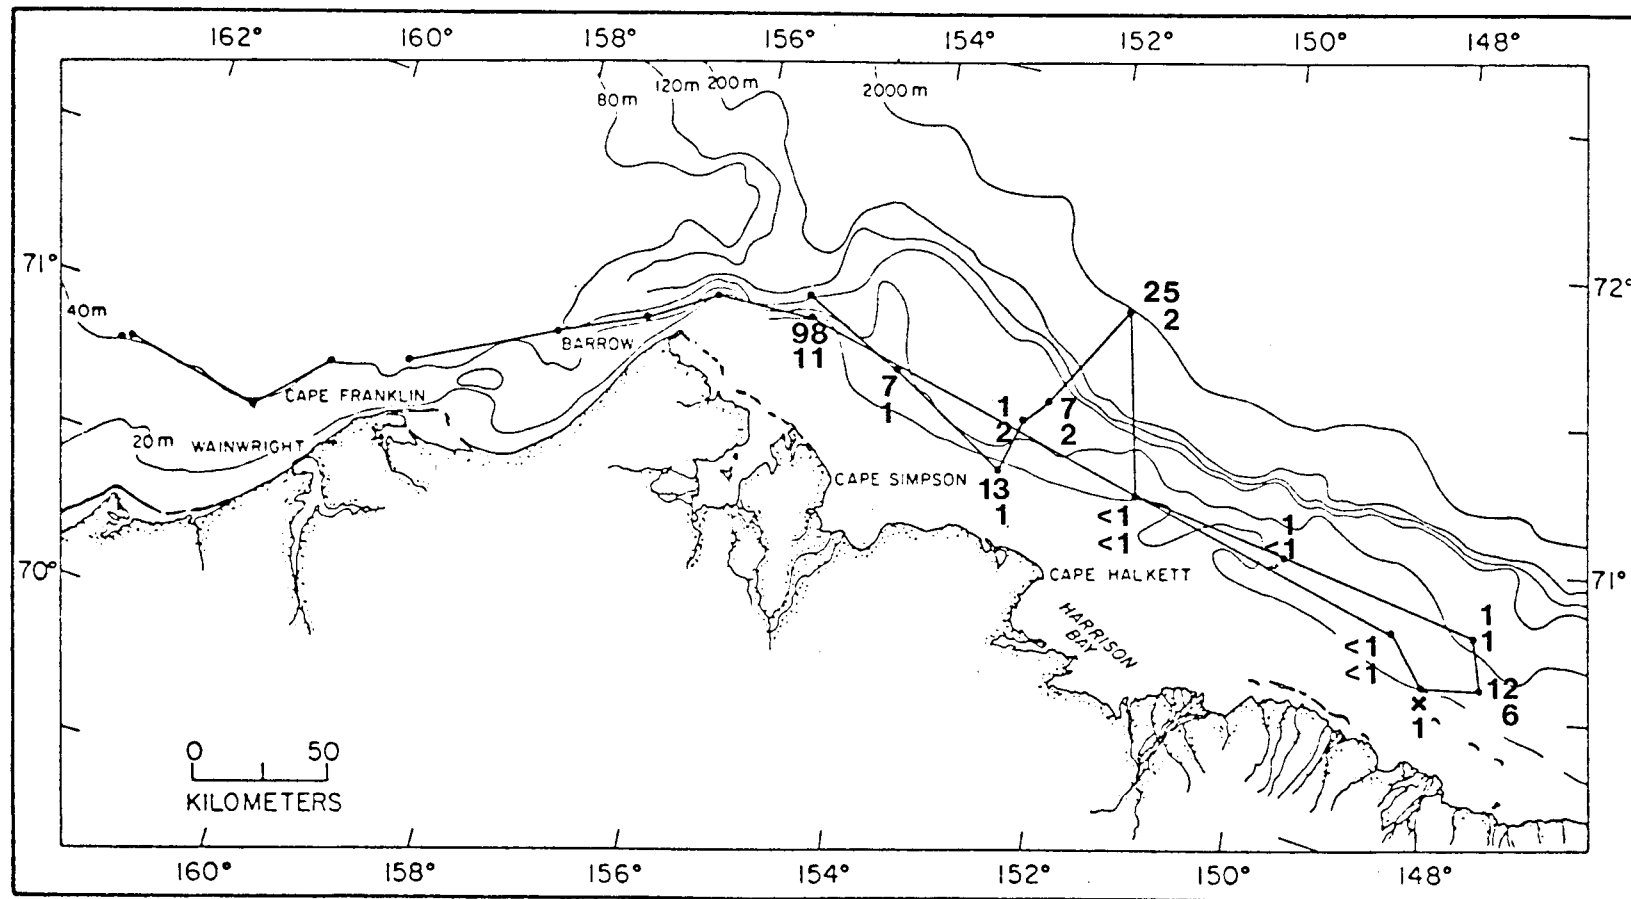 162° 160° 158° 156° 154° 152° 150° 148°
80m 120m 200m 2000m
71° 72°
40m
25
2
98
11
BARROW
CAPE FRANKLIN
7
1
1
2
7
2
20m WAINWRIGHT
CAPE SIMPSON
13
1
<1
<1
1
<1
70° 71°
CAPE HALKETT
HARRISON
BAY
1
1
<1
<1
12
6
x
1
0 50
KILOMETERS
160° 158° 156° 154° 152° 150° 148°